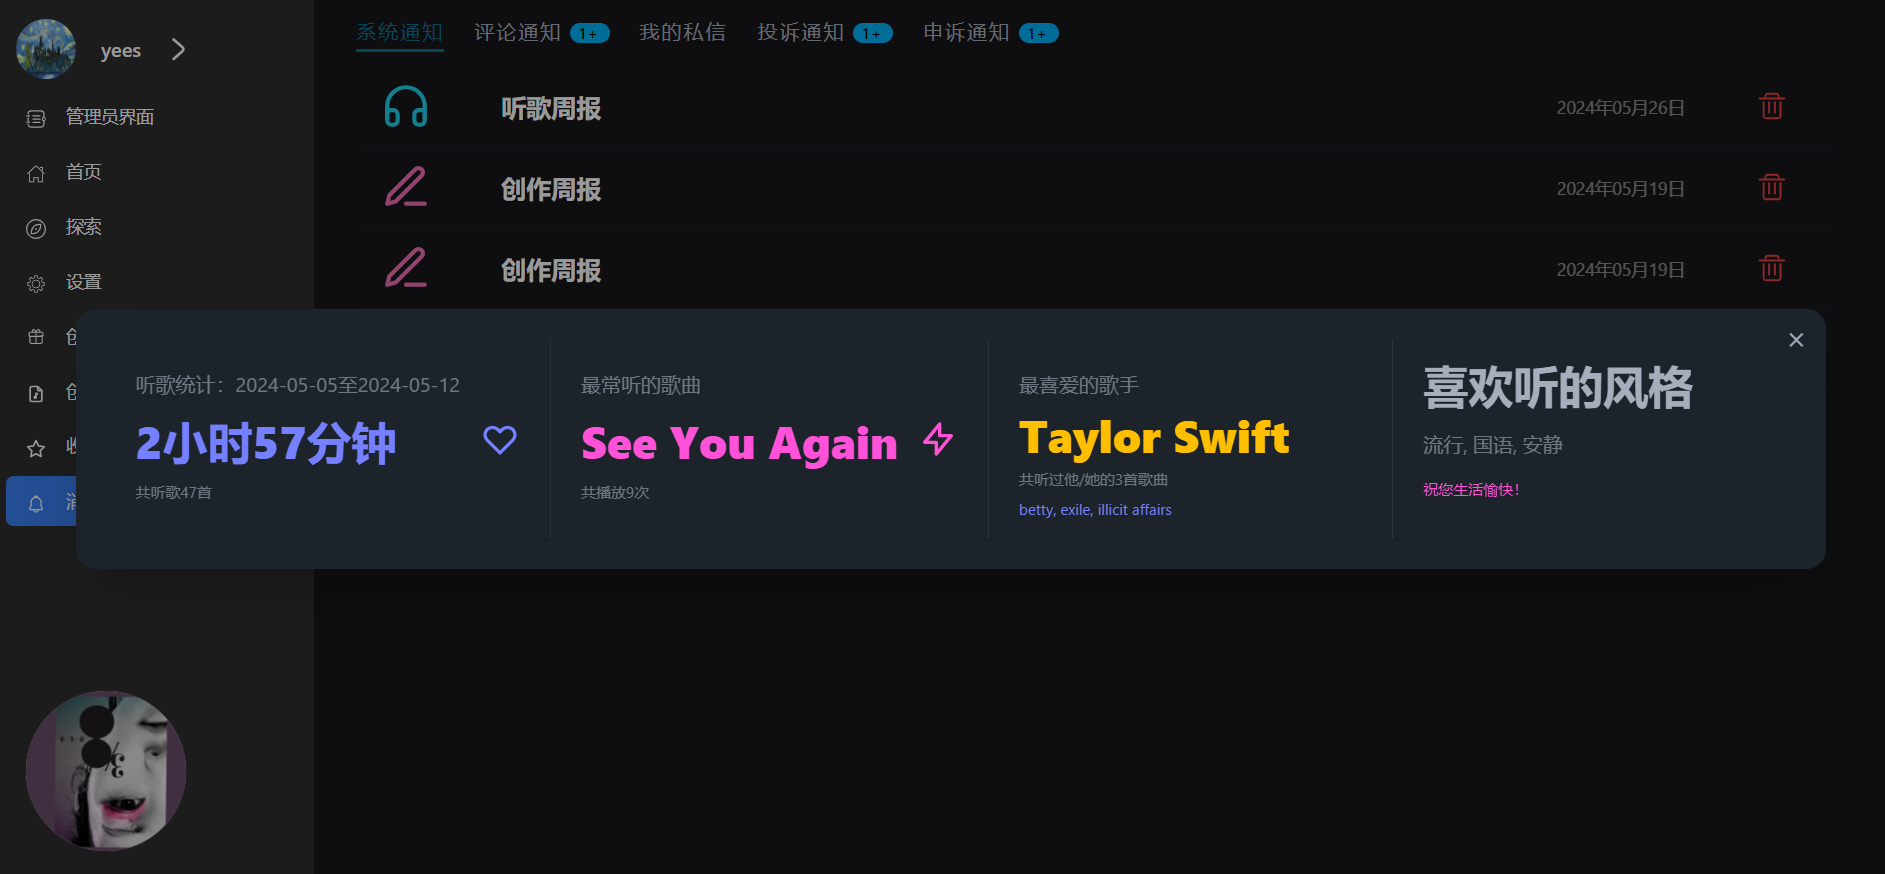 yees
管理员界面
首页
探索
设置
系统通知
评论通知 1+
我的私信
投诉通知 1+
申诉通知 1+
听歌周报
2024年05月26日
创作周报
2024年05月19日
创作周报
2024年05月19日
听歌统计：2024-05-05至2024-05-12
2小时57分钟
共听歌47首
最常听的歌曲
See You Again
共播放9次
最喜爱的歌手
Taylor Swift
共听过他/她的3首歌曲
betty, exile, illicit affairs
喜欢听的风格
流行, 国语, 安静
祝您生活愉快！